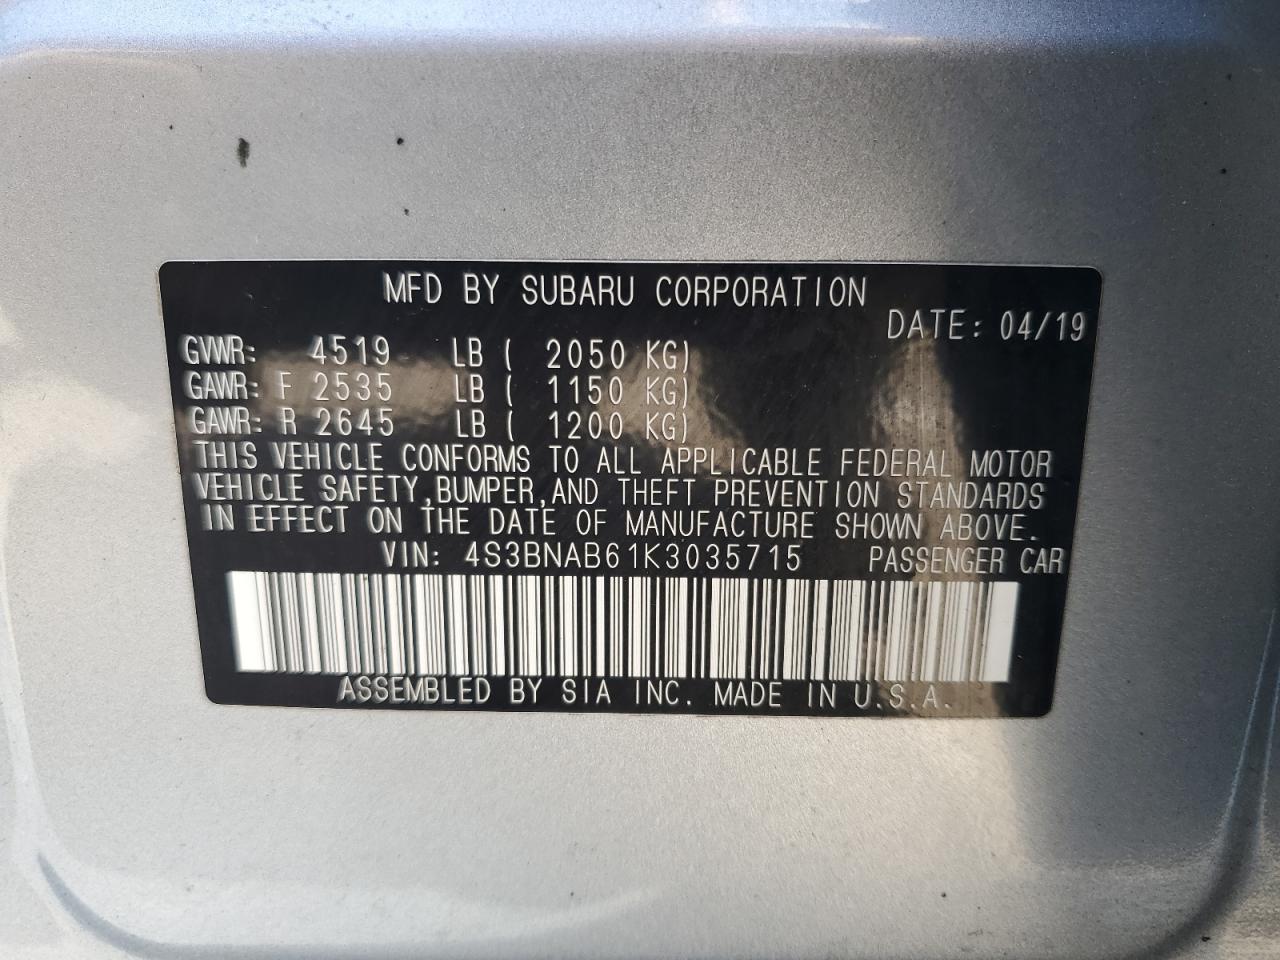 MFD BY SUBARU CORPORATION
DATE: 04/19
GVWR: 4519 LB ( 2050 KG)
GAWR: F 2535 LB ( 1150 KG)
GAWR: R 2645 LB ( 1200 KG)
THIS VEHICLE CONFORMS TO ALL APPLICABLE FEDERAL MOTOR
VEHICLE SAFETY,BUMPER,AND THEFT PREVENTION STANDARDS
IN EFFECT ON THE DATE OF MANUFACTURE SHOWN ABOVE.
VIN: 4S3BNAB61K3035715 PASSENGER CAR
ASSEMBLED BY SIA INC. MADE IN U.S.A.